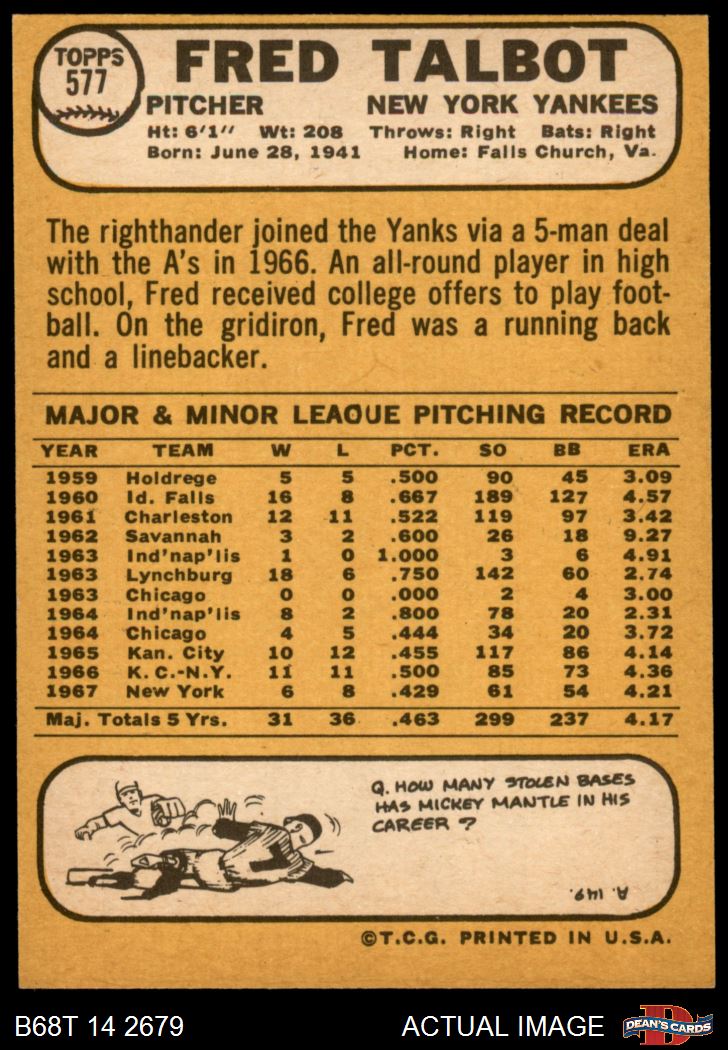 TOPPS
577
FRED TALBOT
PITCHER NEW YORK YANKEES
Ht: 6'1" Wt: 208 Throws: Right Bats: Right
Born: June 28, 1941 Home: Falls Church, Va.
The righthander joined the Yanks via a 5-man deal
with the A's in 1966. An all-round player in high
school, Fred received college offers to play foot-
ball. On the gridiron, Fred was a running back
and a linebacker.
MAJOR & MINOR LEAGUE PITCHING RECORD
YEAR TEAM W L PCT. SO BB ERA
1959 Holdrege 5 5 .500 90 45 3.09
1960 Id. Falls 16 8 .667 189 127 4.57
1961 Charleston 12 11 .522 119 97 3.42
1962 Savannah 3 2 .600 26 18 9.27
1963 Ind'nap'lis 1 0 1.000 3 6 4.91
1963 Lynchburg 18 6 .750 142 60 2.74
1963 Chicago 0 0 .000 2 4 3.00
1964 Ind'nap'lis 8 2 .800 78 20 2.31
1964 Chicago 4 5 .444 34 20 3.72
1965 Kan. City 10 12 .455 117 86 4.14
1966 K.C.-N.Y. 11 11 .500 85 73 4.36
1967 New York 6 8 .429 61 54 4.21
Maj. Totals 5 Yrs. 31 36 .463 299 237 4.17
Q. HOW MANY STOLEN BASES
HAS MICKEY MANTLE IN HIS
CAREER ?
A. 149.
©T.C.G. PRINTED IN U.S.A.
B68T 14 2679 ACTUAL IMAGE
D
DEAN'S CARDS